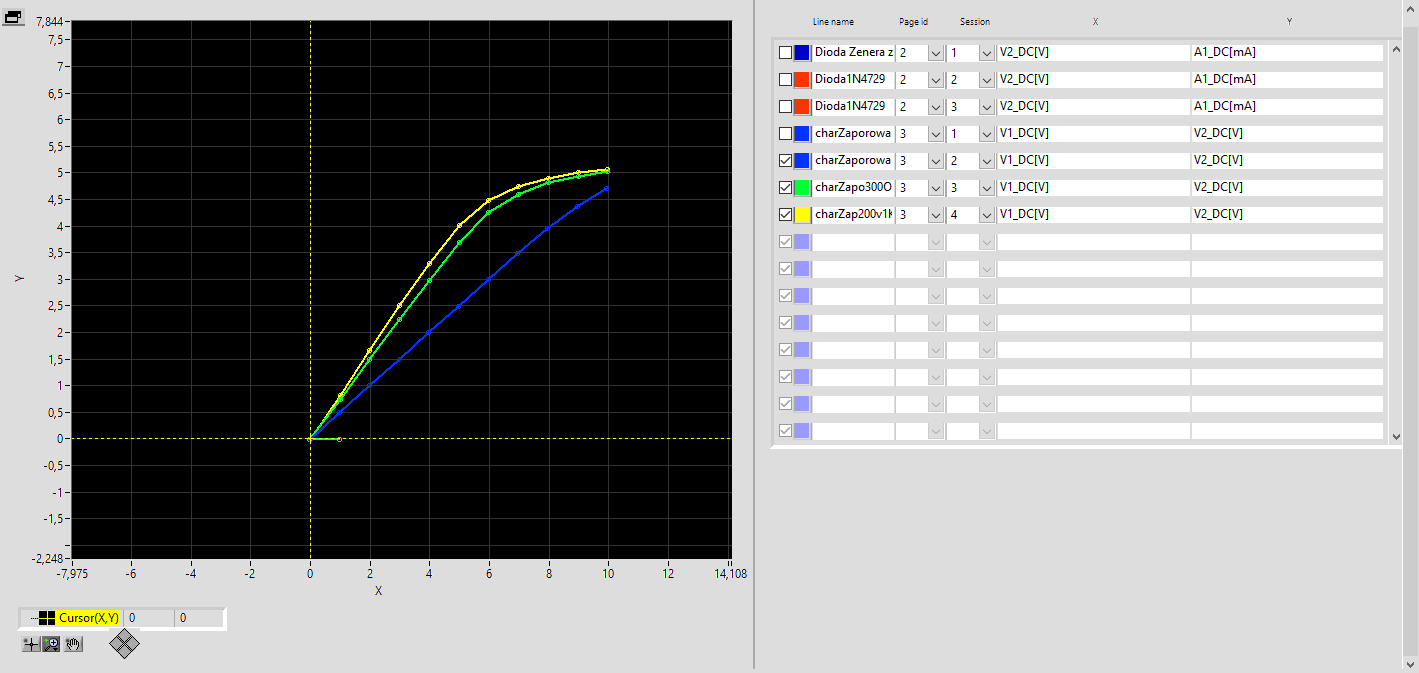 7,844
7,5
7
6,5
6
5,5
5
4,5
4
3,5
3
2,5
2
1,5
1
0,5
0
-0,5
-1
-1,5
-2,248
Y
-7,975 -6 -4 -2 0 2 4 6 8 10 12 14,108
X
Cursor(X,Y) 0 0
Line name Page id Session X Y
Dioda Zenera z 2 1 V2_DC[V] A1_DC[mA]
Dioda1N4729 2 2 V2_DC[V] A1_DC[mA]
Dioda1N4729 2 3 V2_DC[V] A1_DC[mA]
charZaporowa 3 1 V1_DC[V] V2_DC[V]
charZaporowa 3 2 V1_DC[V] V2_DC[V]
charZapo300O 3 3 V1_DC[V] V2_DC[V]
charZap200v1k 3 4 V1_DC[V] V2_DC[V]